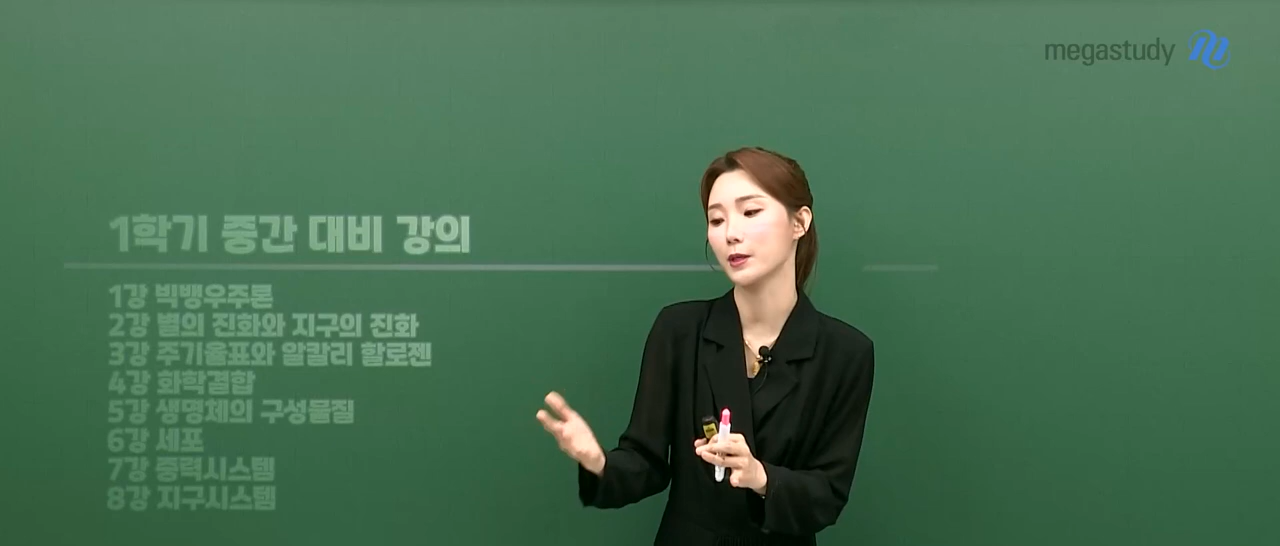 megastudy
1학기 중간 대비 강의
1강 빅뱅우주론
2강 별의 진화와 지구의 진화
3강 주기율표와 알칼리 할로젠
4강 화학결합
5강 생명체의 구성물질
6강 세포
7강 중력시스템
8강 지구시스템